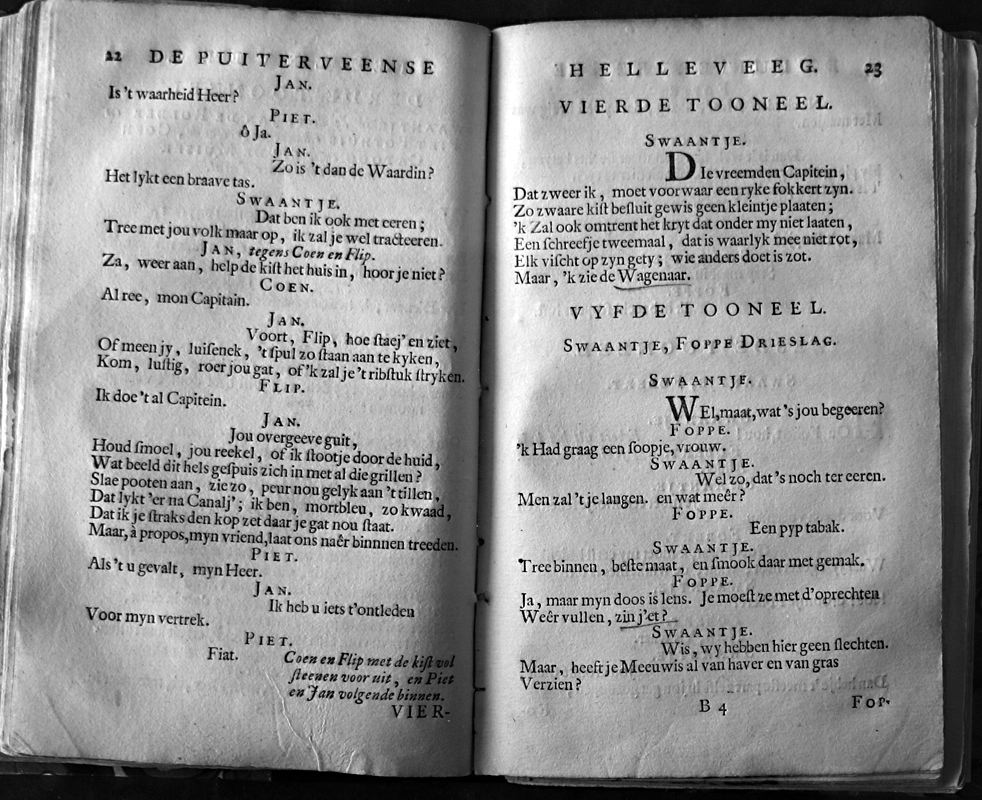 22 DE PUITERVEENSE
JAN.
Is 't waarheid Heer?
PIET.
ô Ja.
JAN.
Zo is 't dan de Waardin?
Het lykt een braave tas.
SWAANTJE.
Dat ben ik ook met eeren;
Tree met jou volk maar op, ik zal je wel tracteeren.
JAN, tegens Coen en Flip.
Za, weer aan, help de kist het huis in, hoor je niet?
COEN.
Al ree, mon Capitain.
JAN.
Voort, Flip, hoe staej' en ziet,
Of meen jy, luisenek, 't spul zo staan aan te kyken,
Kom, lustig, roer jou gat, of 'k zal je 't ribstuk stryken.
FLIP.
Ik doe 't al Capitein.
JAN.
Jou overgeeve guit,
Houd smoel, jou reekel, of ik stootje door de huid,
Wat beeld dit hels gespuis zich in met al die grillen?
Slae pooten aan, zie zo, peur nou gelyk aan 't tillen,
Dat lykt 'er na Canalj'; ik ben, mortbleu, zo kwaad,
Dat ik je straks den kop zet daar je gat nou staat.
Maar, à propos, myn vriend, laat ons naêr binnnen treeden.
PIET.
Als 't u gevalt, myn Heer.
JAN.
Ik heb u iets t'ontleden
Voor myn vertrek.
PIET.
Fiat. Coen en Flip met de kist vol
steenen voor uit, en Piet
en Jan volgende binnen.
VIER-
HELLEVEEG. 23
VIERDE TOONEEL.
SWAANTJE.
DIe vreemden Capitein,
Dat zweer ik, moet voorwaar een ryke fokkert zyn.
Zo zwaare kist besluit gewis geen kleintje plaaten;
'k Zal ook omtrent het kryt dat onder my niet laaten,
Een schreefje tweemaal, dat is waarlyk mee niet rot,
Elk vischt op zyn gety; wie anders doet is zot.
Maar, 'k zie de Wagenaar.
VYFDE TOONEEL.
SWAANTJE, FOPPE DRIESLAG.
SWAANTJE.
WEl, maat, wat 's jou begeeren?
FOPPE.
'k Had graag een soopje, vrouw.
SWAANTJE.
Wel zo, dat 's noch ter eeren.
Men zal 't je langen. en wat meêr?
FOPPE.
Een pyp tabak.
SWAANTJE.
Tree binnen, beste maat, en smook daar met gemak.
FOPPE.
Ja, maar myn doos is lens. Je moest ze met d'oprechten
Weêr vullen, zin j'et?
SWAANTJE.
Wis, wy hebben hier geen slechten.
Maar, heeft je Meeuwis al van haver en van gras
Verzien?
B 4 FOP-